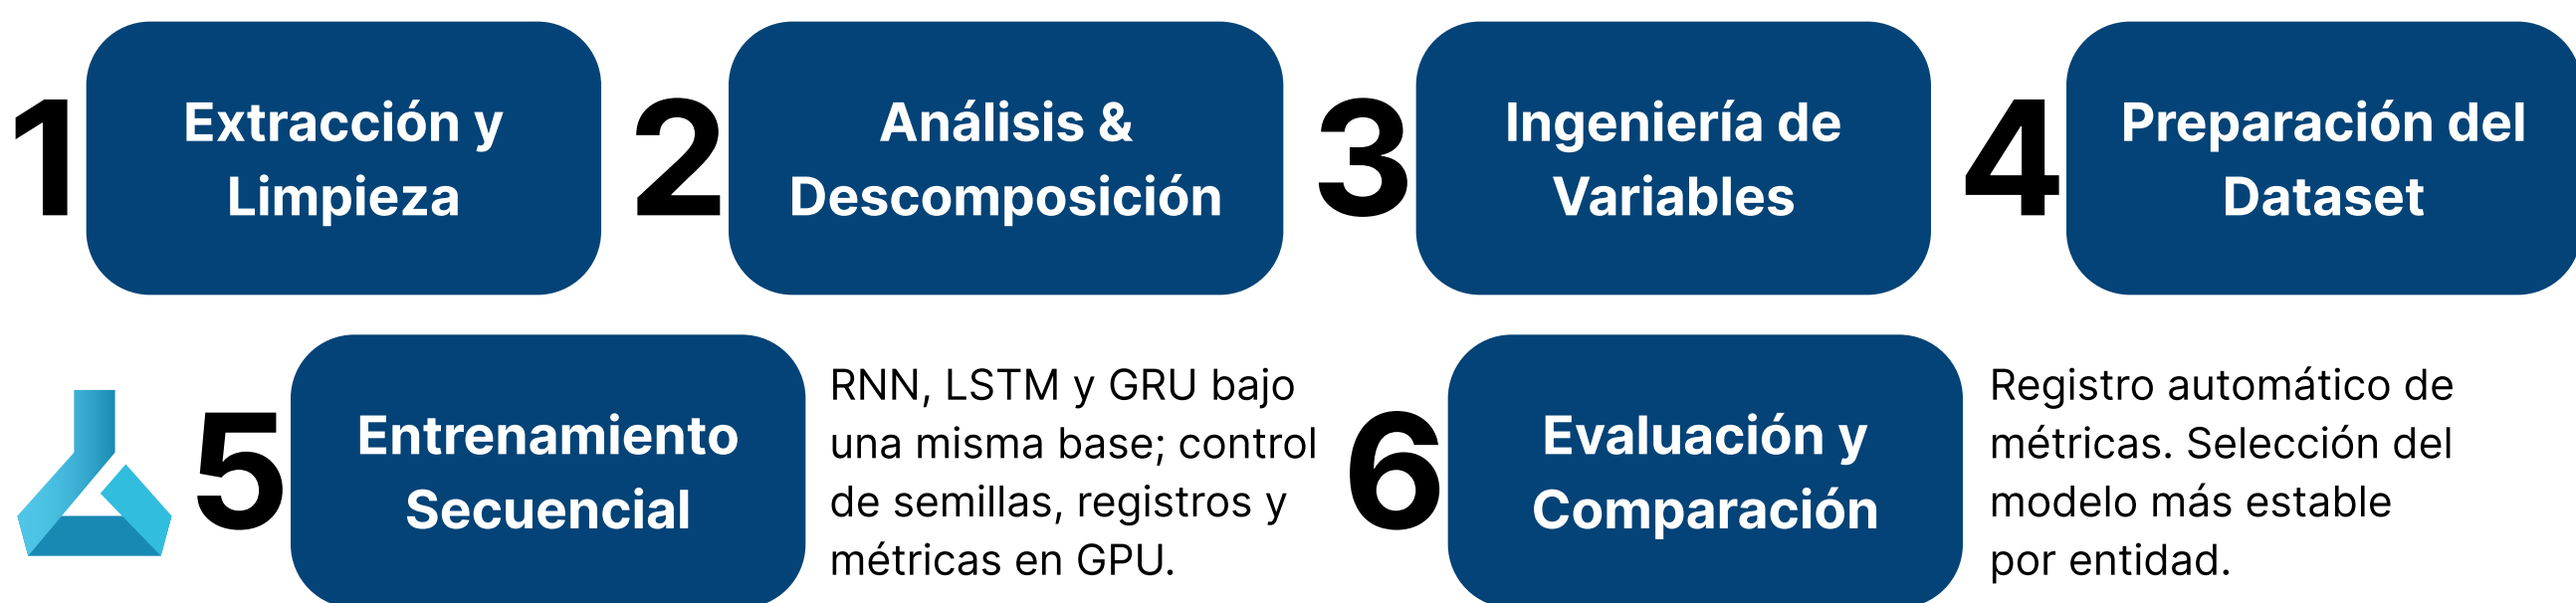 1
Extracción y
Limpieza
2
Análisis &
Descomposición
3
Ingeniería de
Variables
4
Preparación del
Dataset
5
Entrenamiento
Secuencial
RNN, LSTM y GRU bajo
una misma base; control
de semillas, registros y
métricas en GPU.
6
Evaluación y
Comparación
Registro automático de
métricas. Selección del
modelo más estable
por entidad.